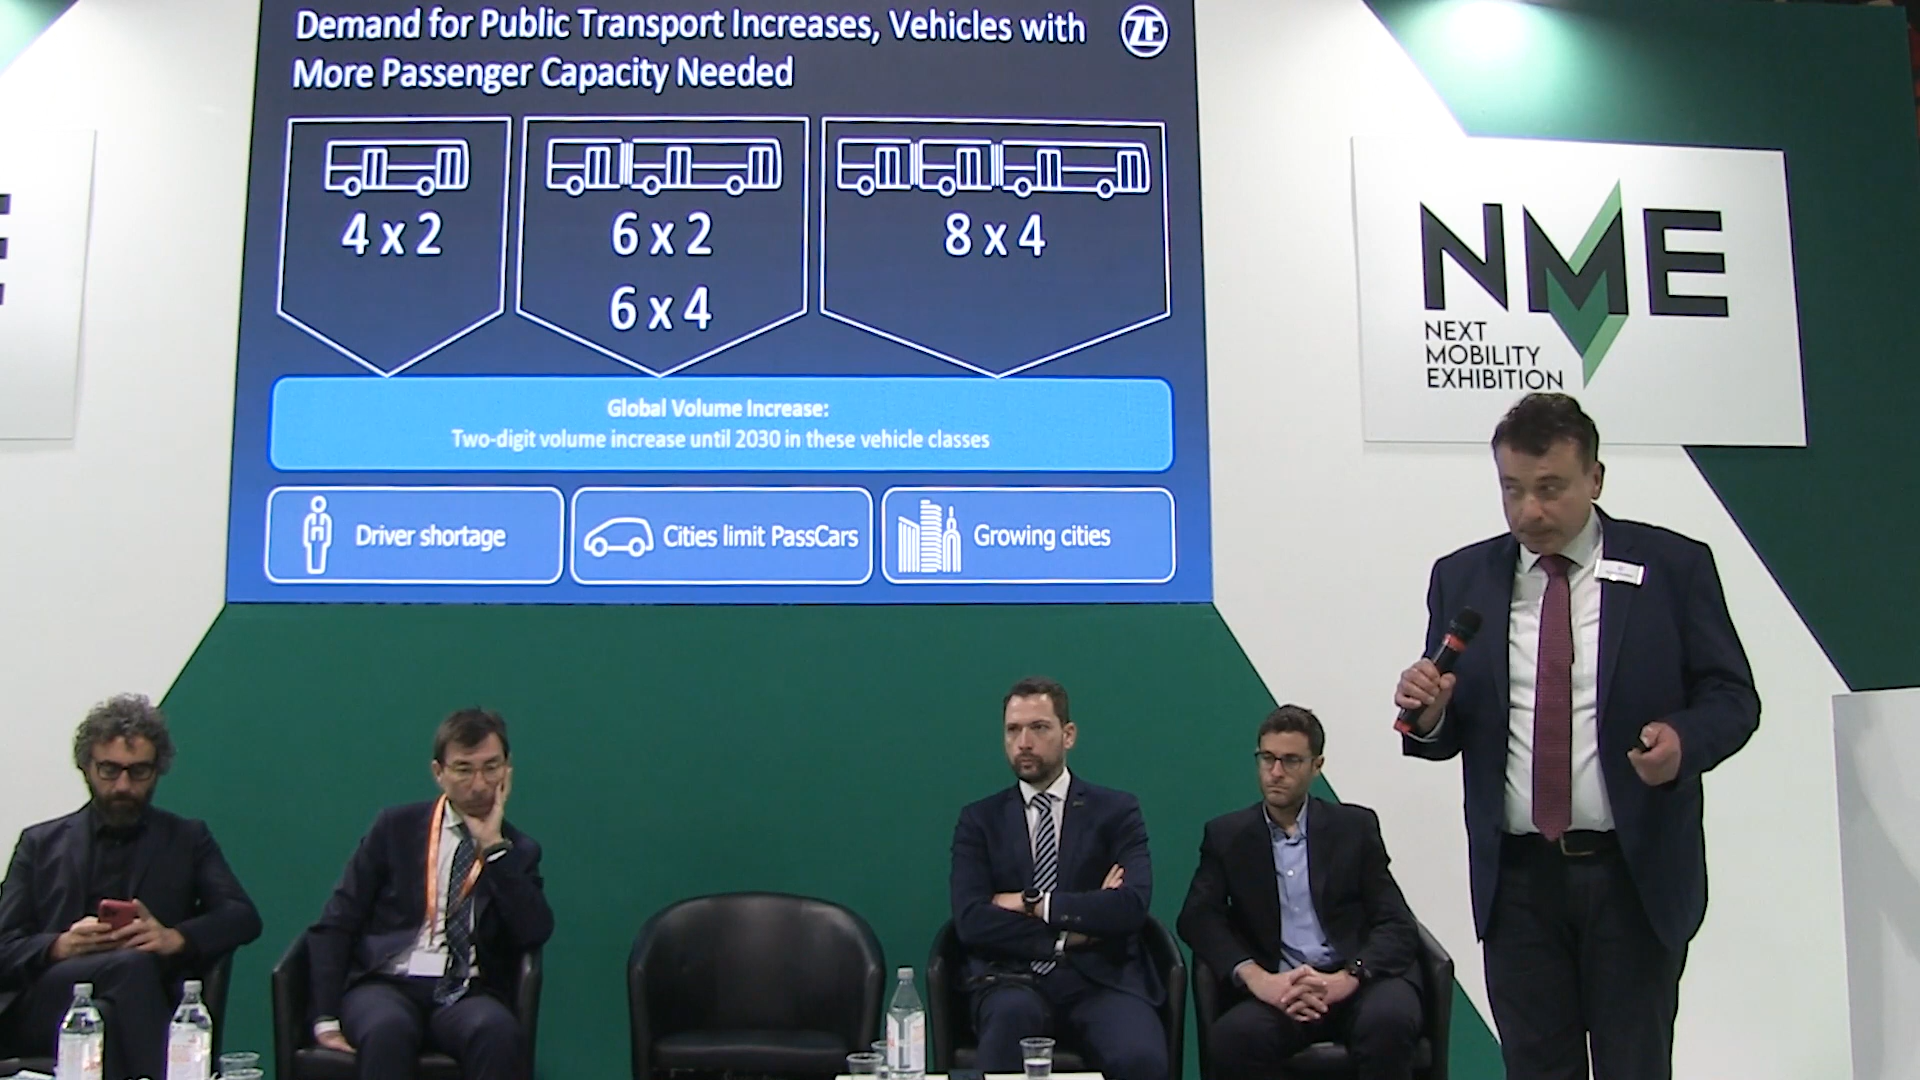 Demand for Public Transport Increases, Vehicles with
ZF
More Passenger Capacity Needed
4 x 2
6 x 2
6 x 4
8 x 4
Global Volume Increase:
Two-digit volume increase until 2030 in these vehicle classes
Driver shortage
Cities limit PassCars
Growing cities
NME
NEXT
MOBILITY
EXHIBITION